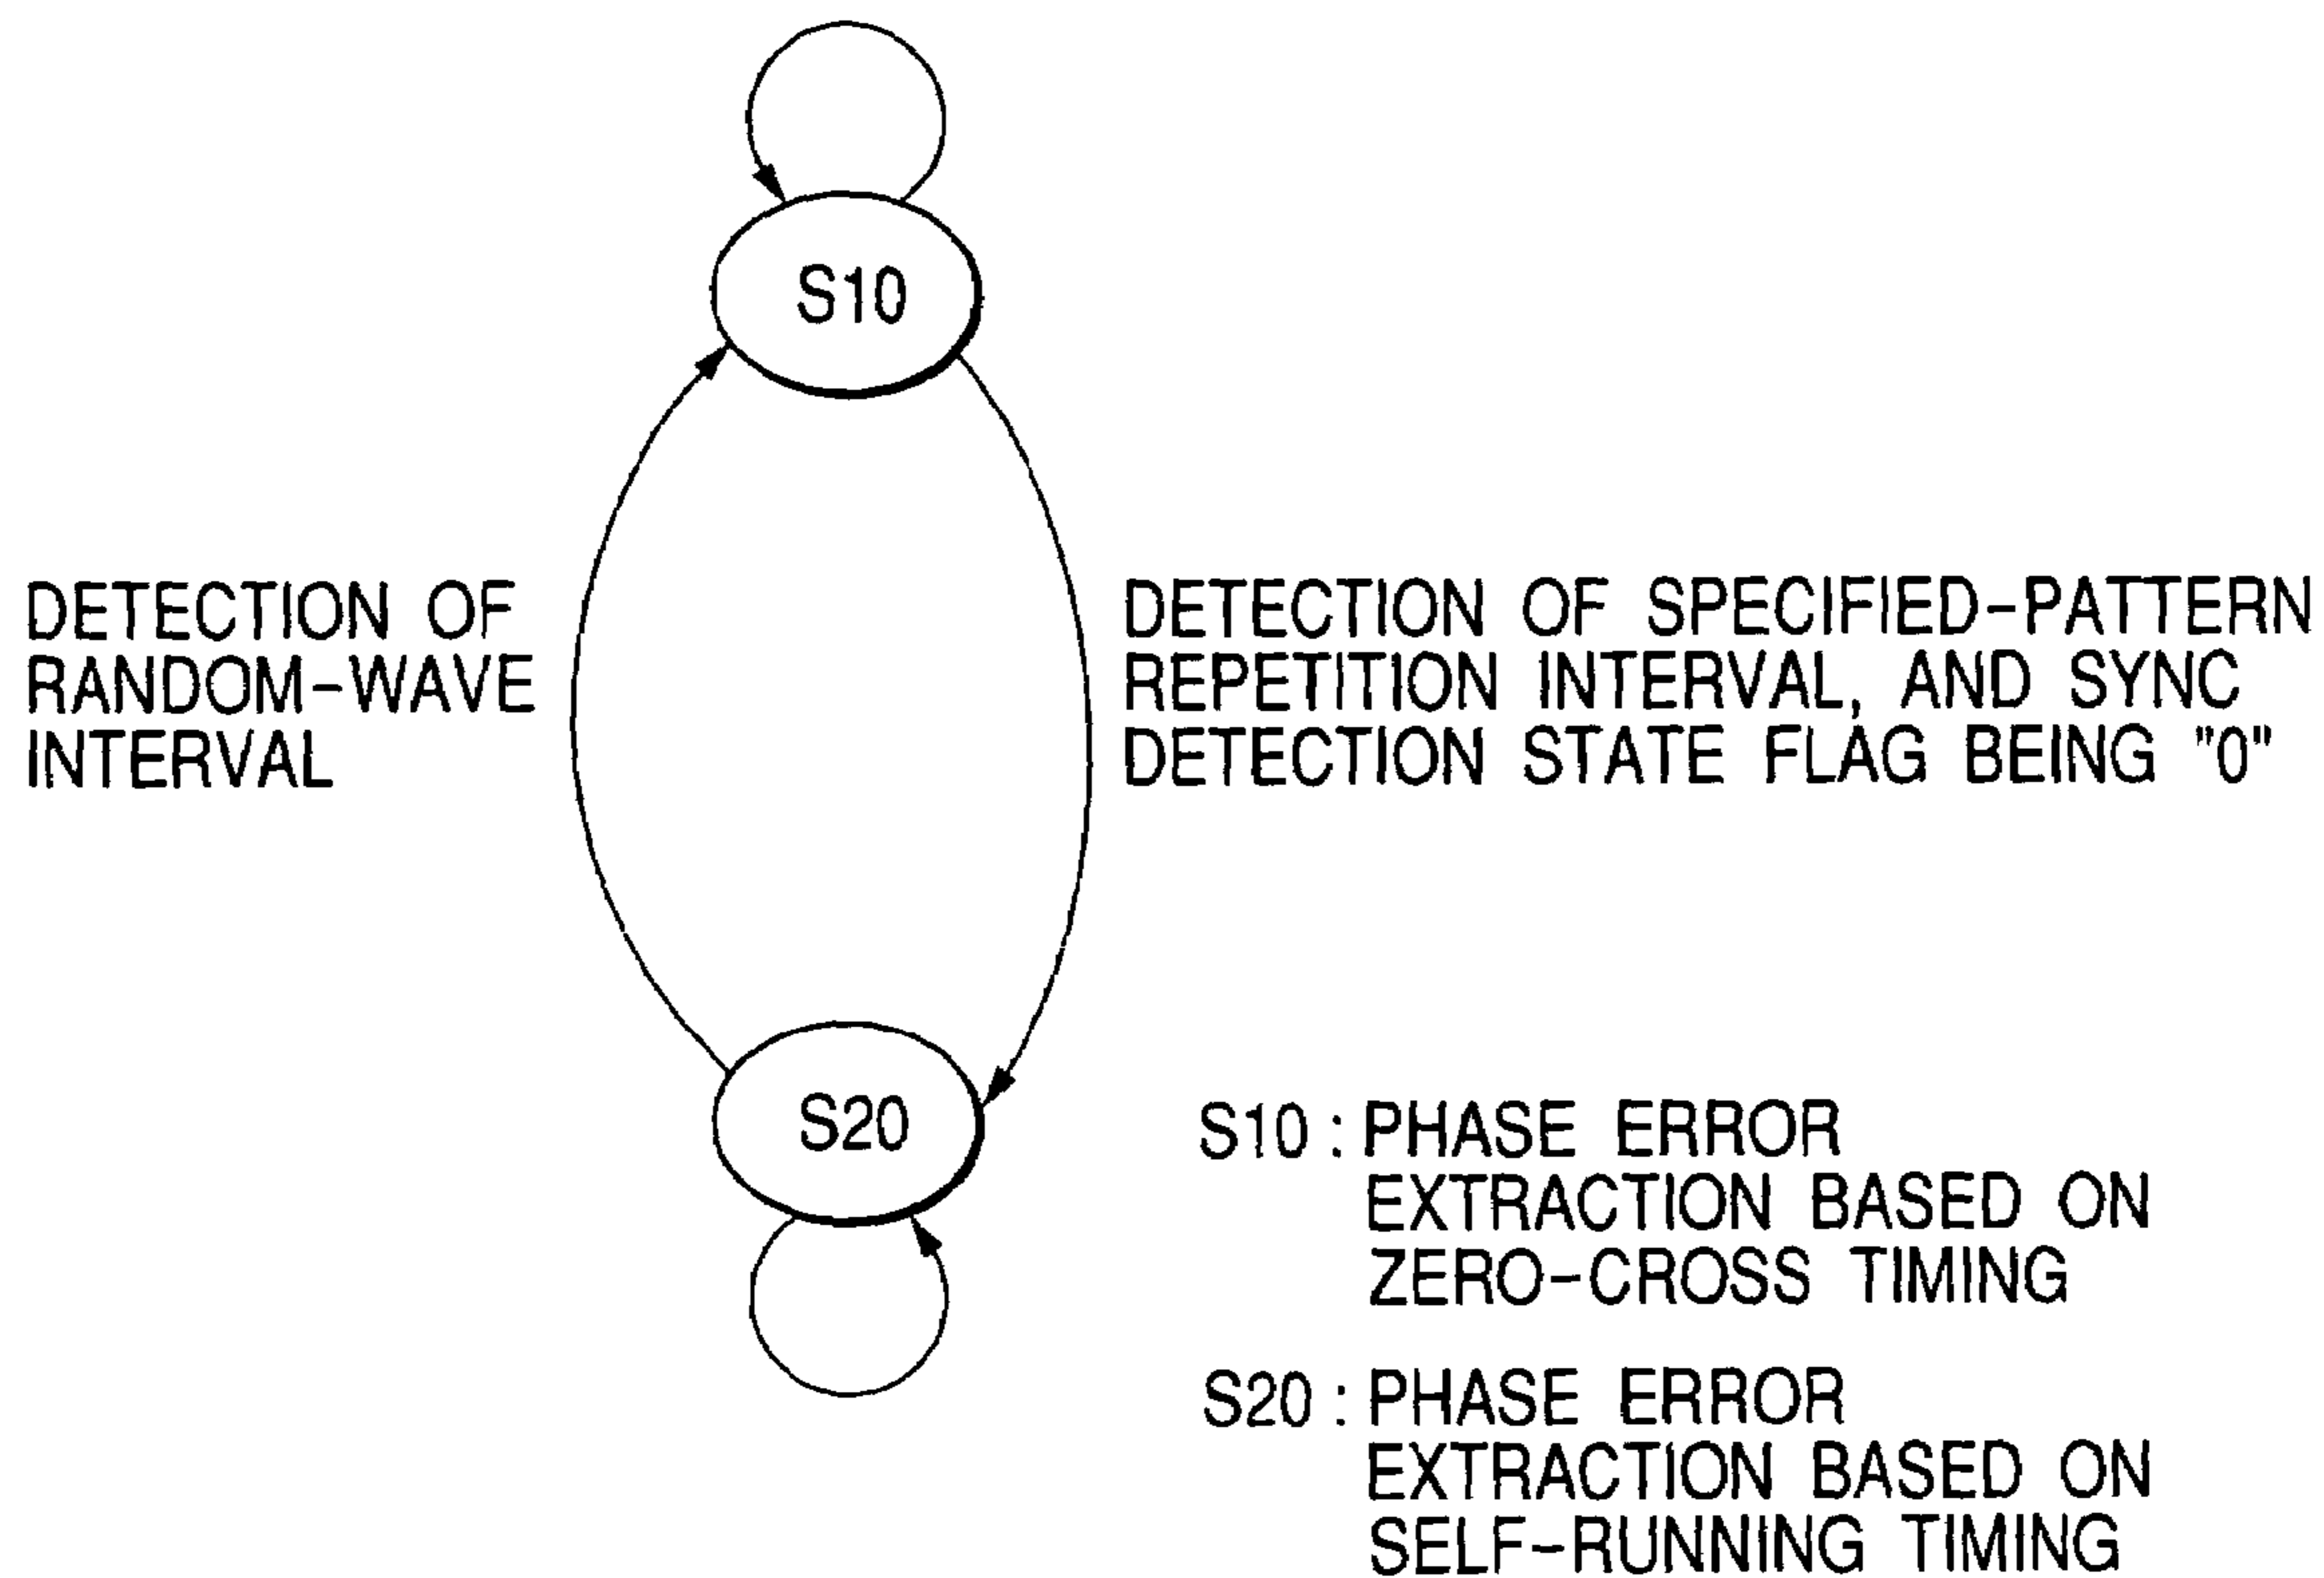 S10
DETECTION OF
RANDOM-WAVE
INTERVAL
DETECTION OF SPECIFIED-PATTERN
REPETITION INTERVAL, AND SYNC
DETECTION STATE FLAG BEING "0"
S20
S10 : PHASE ERROR
EXTRACTION BASED ON
ZERO-CROSS TIMING
S20 : PHASE ERROR
EXTRACTION BASED ON
SELF-RUNNING TIMING